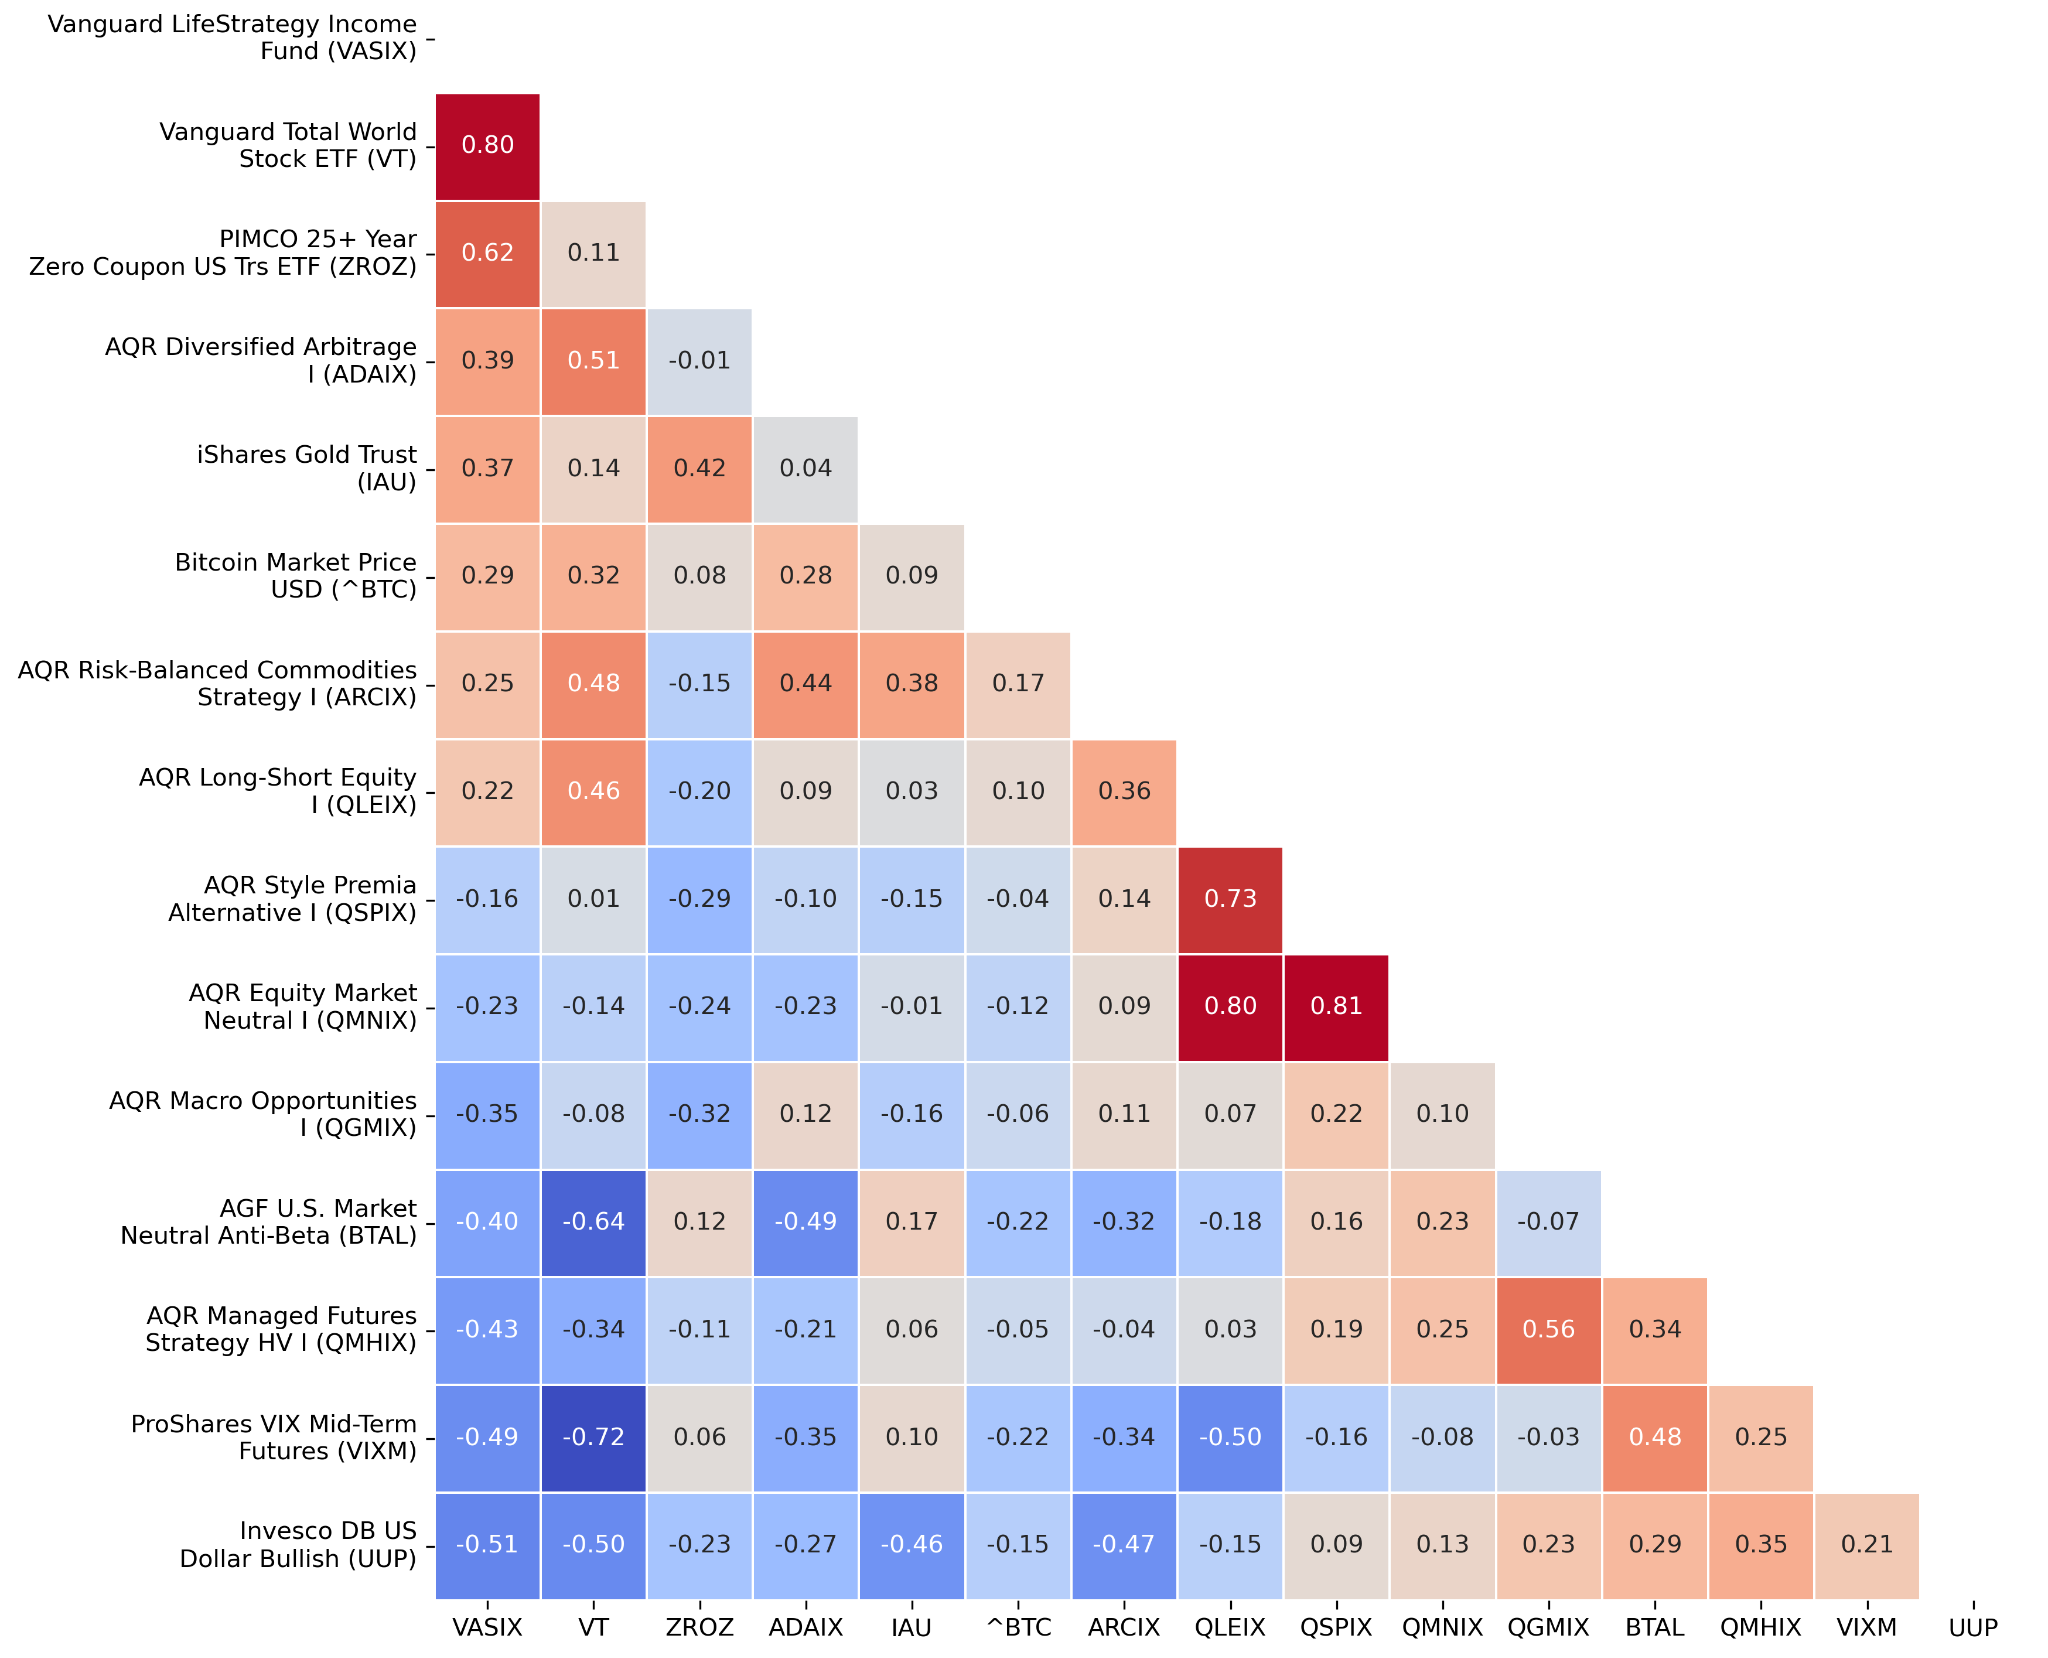 Vanguard LifeStrategy Income
Fund (VASIX)
Vanguard Total World
Stock ETF (VT)
0.80
PIMCO 25+ Year
Zero Coupon US Trs ETF (ZROZ)
0.62 0.11
AQR Diversified Arbitrage
I (ADAIX)
0.39 0.51 -0.01
iShares Gold Trust
(IAU)
0.37 0.14 0.42 0.04
Bitcoin Market Price
USD (^BTC)
0.29 0.32 0.08 0.28 0.09
AQR Risk-Balanced Commodities
Strategy I (ARCIX)
0.25 0.48 -0.15 0.44 0.38 0.17
AQR Long-Short Equity
I (QLEIX)
0.22 0.46 -0.20 0.09 0.03 0.10 0.36
AQR Style Premia
Alternative I (QSPIX)
-0.16 0.01 -0.29 -0.10 -0.15 -0.04 0.14 0.73
AQR Equity Market
Neutral I (QMNIX)
-0.23 -0.14 -0.24 -0.23 -0.01 -0.12 0.09 0.80 0.81
AQR Macro Opportunities
I (QGMIX)
-0.35 -0.08 -0.32 0.12 -0.16 -0.06 0.11 0.07 0.22 0.10
AGF U.S. Market
Neutral Anti-Beta (BTAL)
-0.40 -0.64 0.12 -0.49 0.17 -0.22 -0.32 -0.18 0.16 0.23 -0.07
AQR Managed Futures
Strategy HV I (QMHIX)
-0.43 -0.34 -0.11 -0.21 0.06 -0.05 -0.04 0.03 0.19 0.25 0.56 0.34
ProShares VIX Mid-Term
Futures (VIXM)
-0.49 -0.72 0.06 -0.35 0.10 -0.22 -0.34 -0.50 -0.16 -0.08 -0.03 0.48 0.25
Invesco DB US
Dollar Bullish (UUP)
-0.51 -0.50 -0.23 -0.27 -0.46 -0.15 -0.47 -0.15 0.09 0.13 0.23 0.29 0.35 0.21
VASIX VT ZROZ ADAIX IAU ^BTC ARCIX QLEIX QSPIX QMNIX QGMIX BTAL QMHIX VIXM UUP